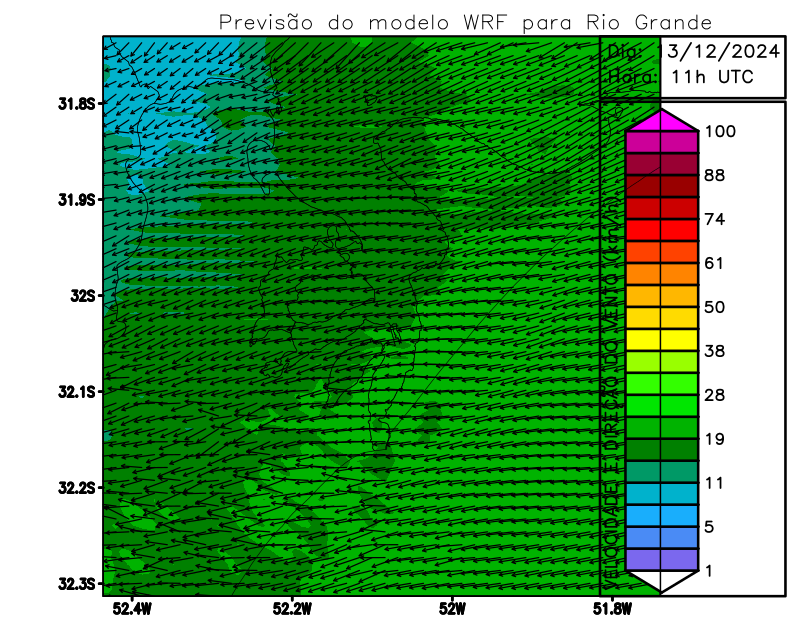 Previsão do modelo WRF para Rio Grande
Dia: 13/12/2024
Hora: 11h UTC
31.8S
31.9S
32S
32.1S
32.2S
32.3S
52.4W
52.2W
52W
51.8W
VELOCIDADE E DIREÇÃO DO VENTO (km/h)
100
88
74
61
50
38
28
19
11
5
1